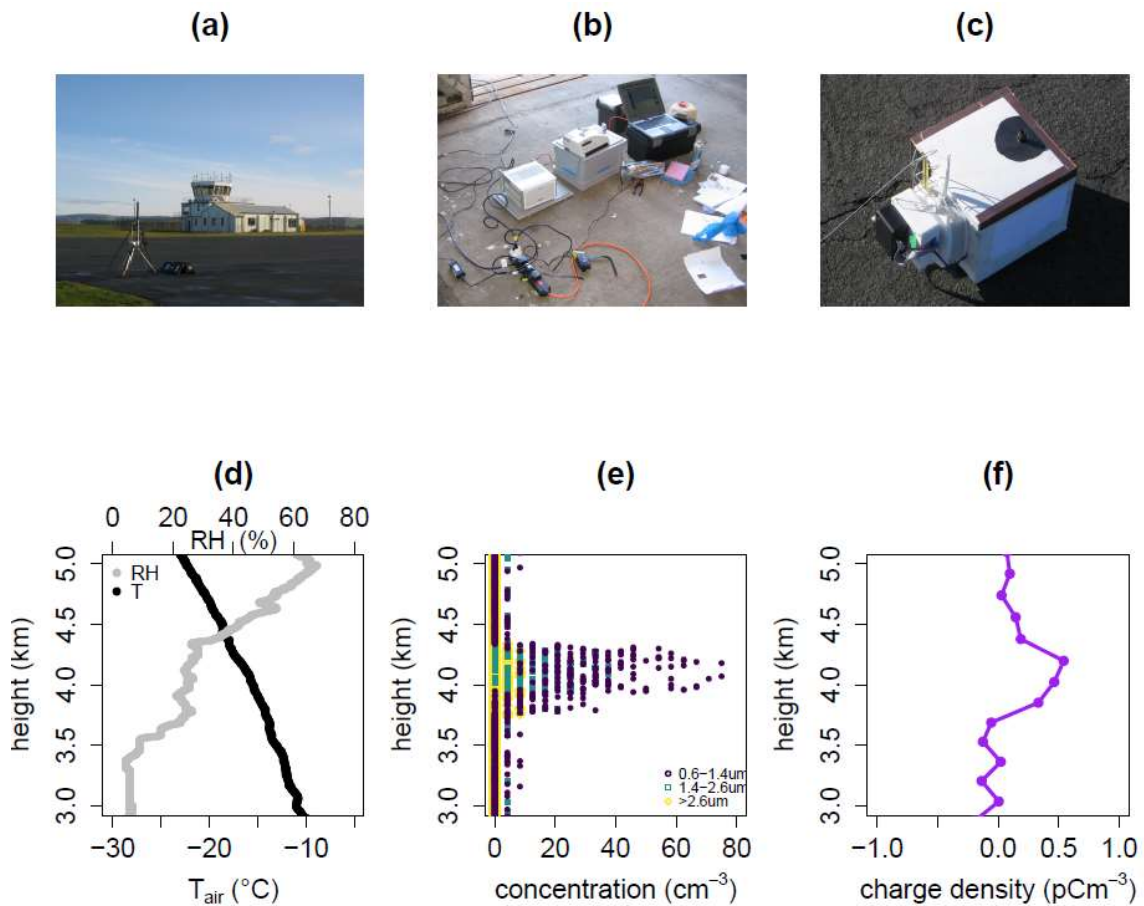 (a) (b) (c)
(d) (e) (f)
0 20 40 60 80
RH (%)
RH
T
height (km)
3.0 3.5 4.0 4.5 5.0
−30 −20 −10
T_air (°C)
height (km)
3.0 3.5 4.0 4.5 5.0
0.6−1.4um
1.4−2.6um
>2.6um
0 20 40 60 80
concentration (cm⁻³)
height (km)
3.0 3.5 4.0 4.5 5.0
−1.0 0.0 0.5 1.0
charge density (pCm⁻³)